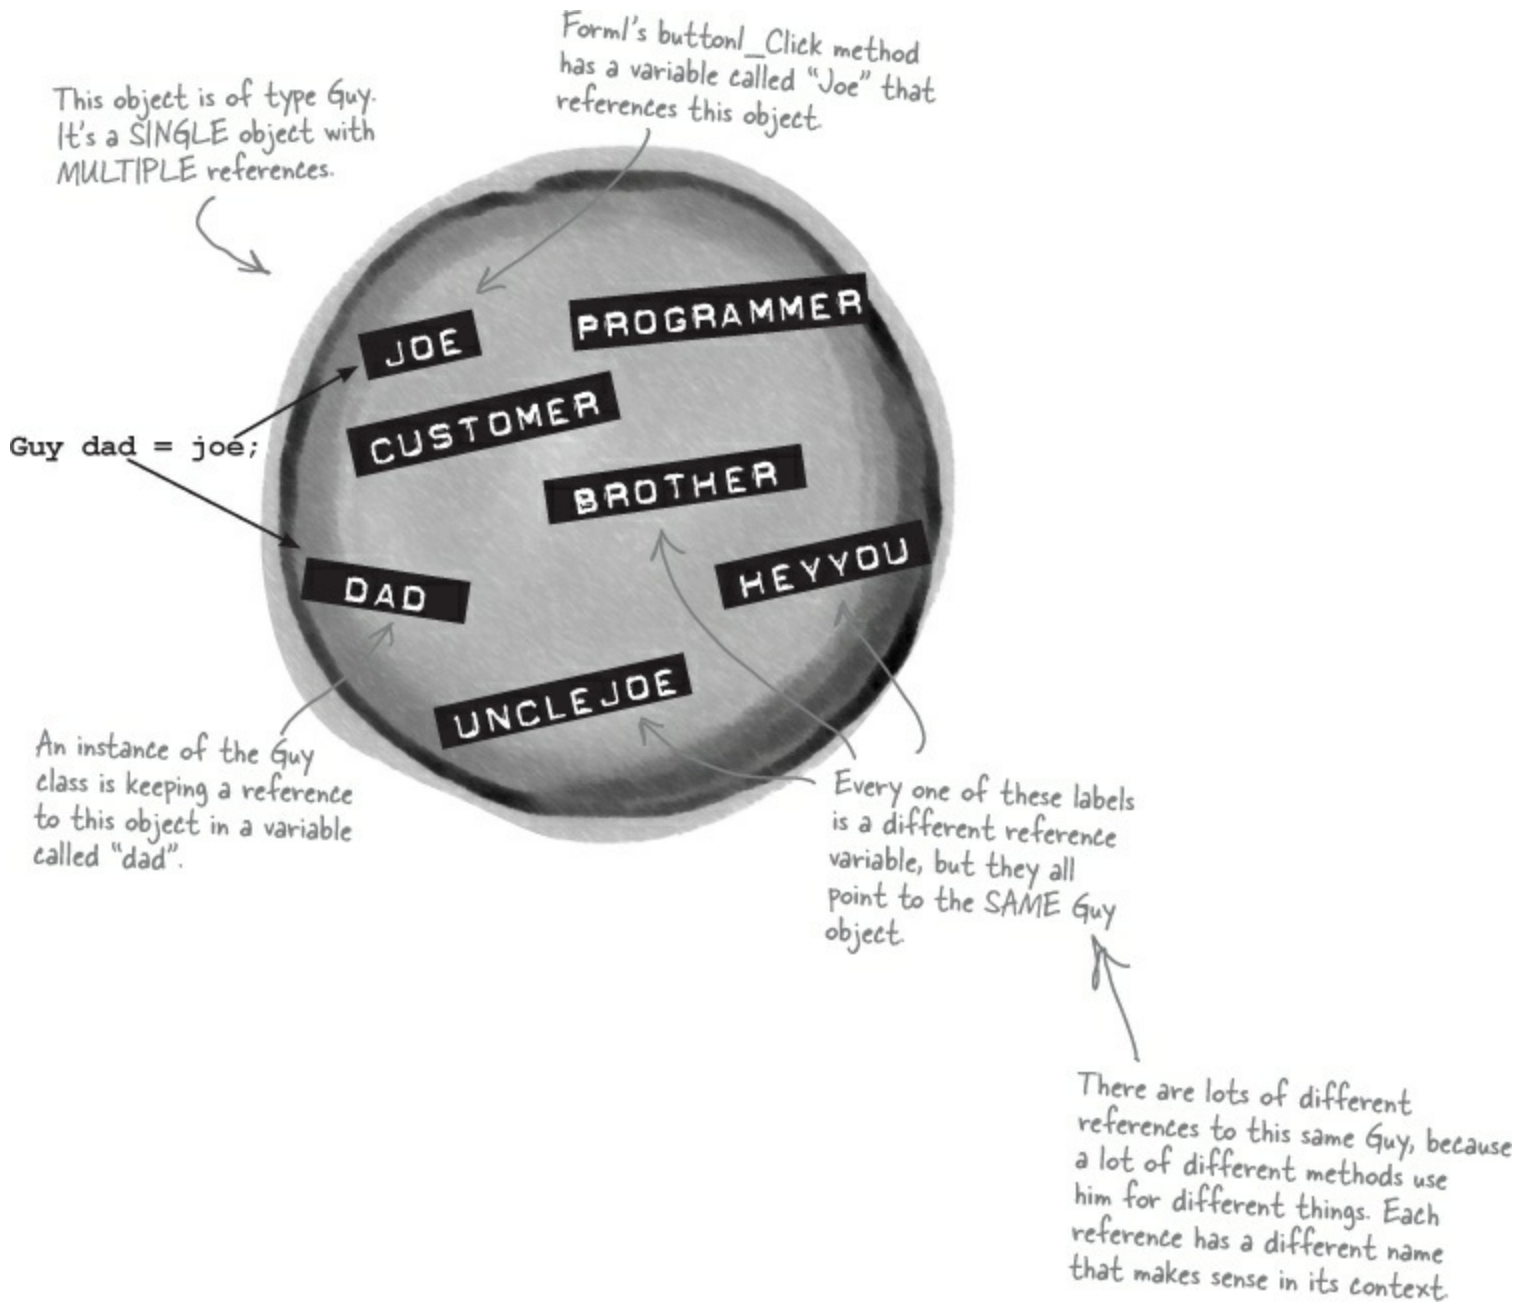 Form1's button1_Click method
has a variable called “Joe” that
references this object.
This object is of type Guy.
It's a SINGLE object with
MULTIPLE references.
JOE
PROGRAMMER
CUSTOMER
Guy dad = joe;
BROTHER
HEYYOU
DAD
UNCLEJOE
An instance of the Guy
class is keeping a reference
to this object in a variable
called “dad”.
Every one of these labels
is a different reference
variable, but they all
point to the SAME Guy
object.
There are lots of different
references to this same Guy, because
a lot of different methods use
him for different things. Each
reference has a different name
that makes sense in its context.